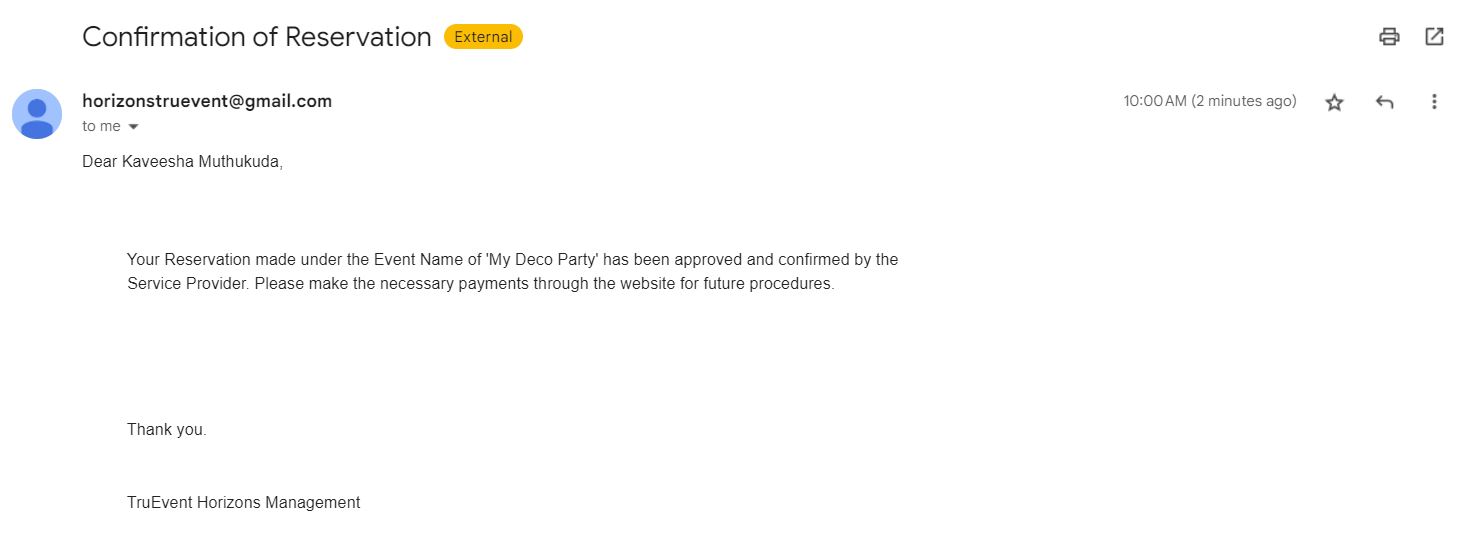 Confirmation of Reservation External
horizonstruevent@gmail.com 10:00 AM (2 minutes ago)
to me
Dear Kaveesha Muthukuda,
Your Reservation made under the Event Name of 'My Deco Party' has been approved and confirmed by the
Service Provider. Please make the necessary payments through the website for future procedures.
Thank you.
TruEvent Horizons Management